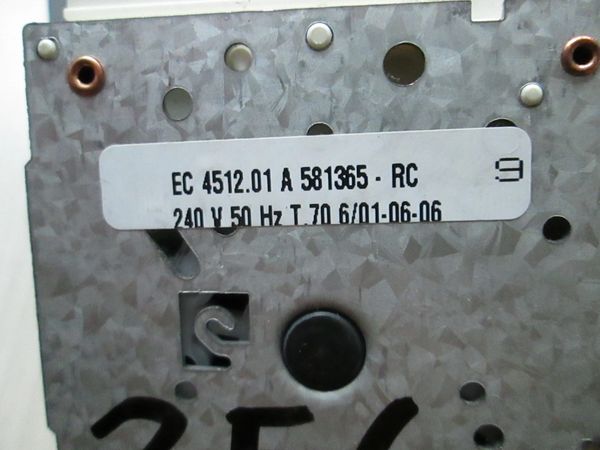 EC 4512.01 A 581365 - RC
240 V 50 Hz T.70 6/01-06-06